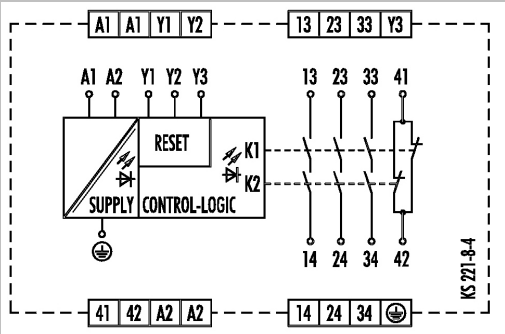 A1 A1 Y1 Y2 13 23 33 Y3
A1 A2 Y1 Y2 Y3 13 23 33 41
RESET
K1
K2
SUPPLY CONTROL-LOGIC
14 24 34 42
KS 221-8-4
41 42 A2 A2 14 24 34